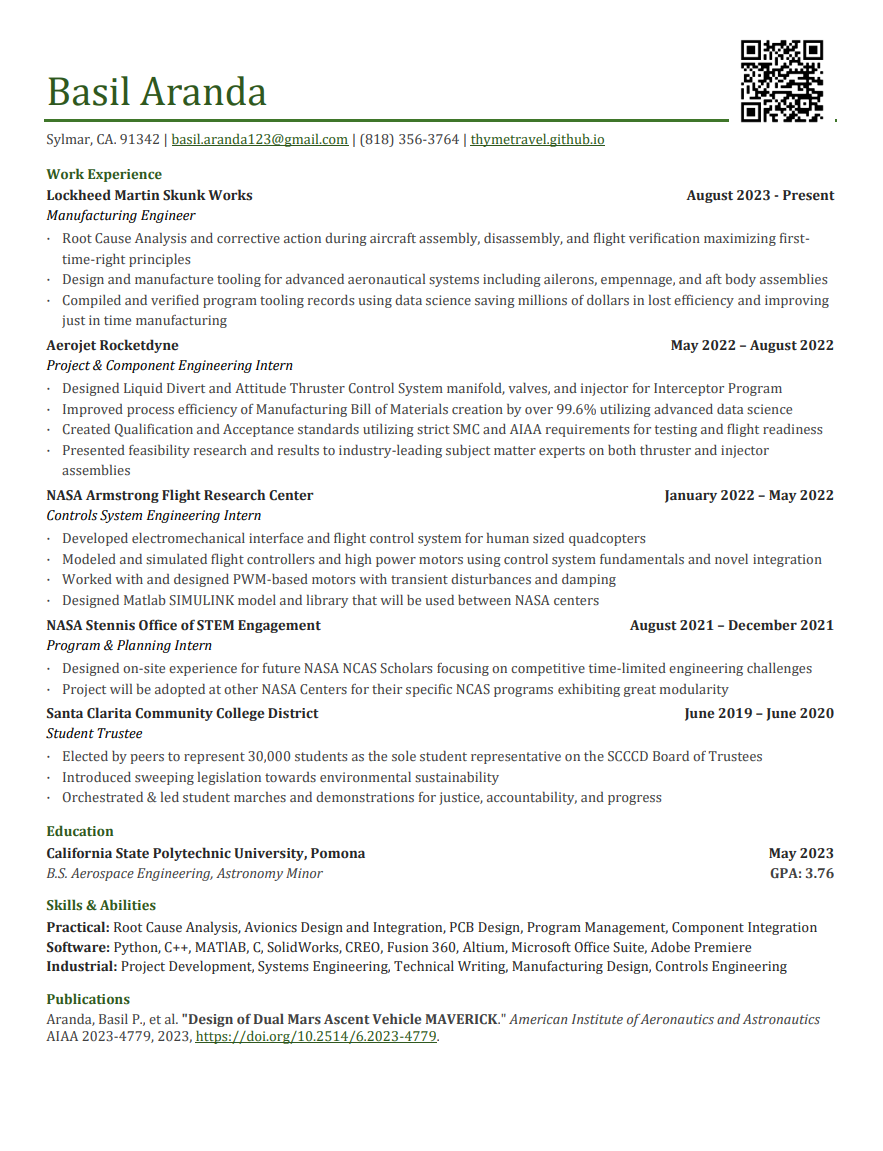 Basil Aranda
Sylmar, CA. 91342 | basil.aranda123@gmail.com | (818) 356-3764 | thymetravel.github.io
Work Experience
Lockheed Martin Skunk Works August 2023 - Present
Manufacturing Engineer
· Root Cause Analysis and corrective action during aircraft assembly, disassembly, and flight verification maximizing first-
time-right principles
· Design and manufacture tooling for advanced aeronautical systems including ailerons, empennage, and aft body assemblies
· Compiled and verified program tooling records using data science saving millions of dollars in lost efficiency and improving
just in time manufacturing
Aerojet Rocketdyne May 2022 – August 2022
Project & Component Engineering Intern
· Designed Liquid Divert and Attitude Thruster Control System manifold, valves, and injector for Interceptor Program
· Improved process efficiency of Manufacturing Bill of Materials creation by over 99.6% utilizing advanced data science
· Created Qualification and Acceptance standards utilizing strict SMC and AIAA requirements for testing and flight readiness
· Presented feasibility research and results to industry-leading subject matter experts on both thruster and injector
assemblies
NASA Armstrong Flight Research Center January 2022 – May 2022
Controls System Engineering Intern
· Developed electromechanical interface and flight control system for human sized quadcopters
· Modeled and simulated flight controllers and high power motors using control system fundamentals and novel integration
· Worked with and designed PWM-based motors with transient disturbances and damping
· Designed Matlab SIMULINK model and library that will be used between NASA centers
NASA Stennis Office of STEM Engagement August 2021 – December 2021
Program & Planning Intern
· Designed on-site experience for future NASA NCAS Scholars focusing on competitive time-limited engineering challenges
· Project will be adopted at other NASA Centers for their specific NCAS programs exhibiting great modularity
Santa Clarita Community College District June 2019 – June 2020
Student Trustee
· Elected by peers to represent 30,000 students as the sole student representative on the SCCCD Board of Trustees
· Introduced sweeping legislation towards environmental sustainability
· Orchestrated & led student marches and demonstrations for justice, accountability, and progress
Education
California State Polytechnic University, Pomona May 2023
B.S. Aerospace Engineering, Astronomy Minor GPA: 3.76
Skills & Abilities
Practical: Root Cause Analysis, Avionics Design and Integration, PCB Design, Program Management, Component Integration
Software: Python, C++, MATlAB, C, SolidWorks, CREO, Fusion 360, Altium, Microsoft Office Suite, Adobe Premiere
Industrial: Project Development, Systems Engineering, Technical Writing, Manufacturing Design, Controls Engineering
Publications
Aranda, Basil P., et al. "Design of Dual Mars Ascent Vehicle MAVERICK." American Institute of Aeronautics and Astronautics
AIAA 2023-4779, 2023, https://doi.org/10.2514/6.2023-4779.